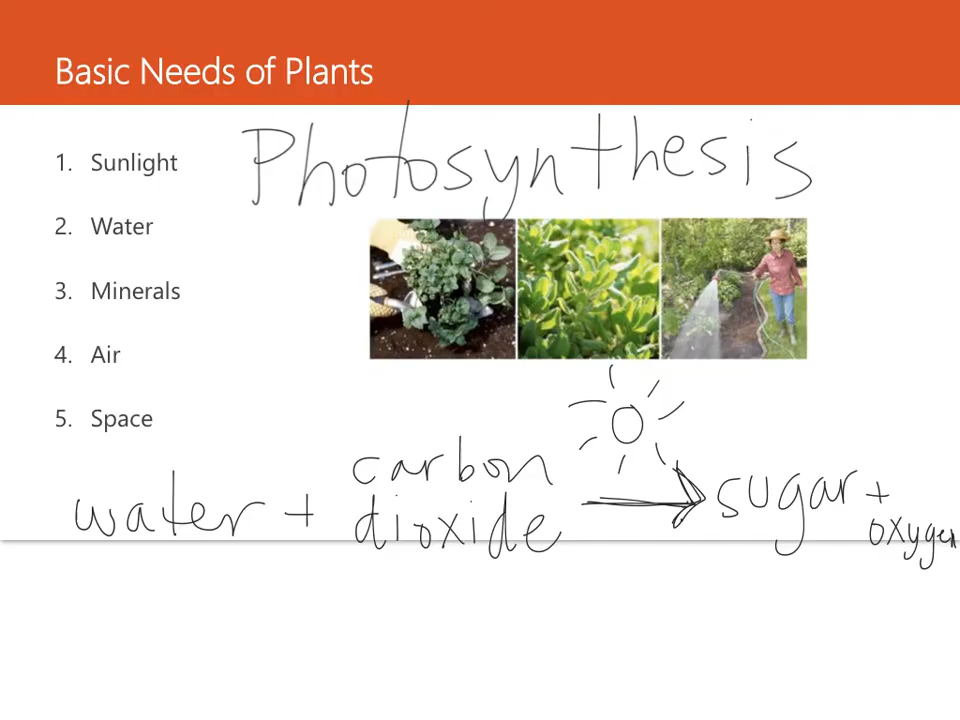 Basic Needs of Plants
Photosynthesis
1. Sunlight
2. Water
3. Minerals
4. Air
5. Space
water + carbon dioxide → sugar + oxygen